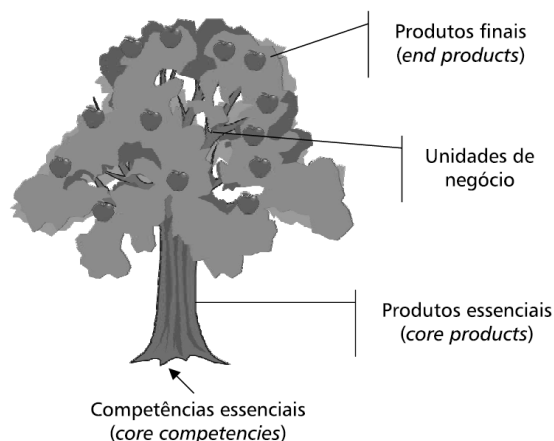 Produtos finais
(end products)
Unidades de
negócio
Produtos essenciais
(core products)
Competências essenciais
(core competencies)